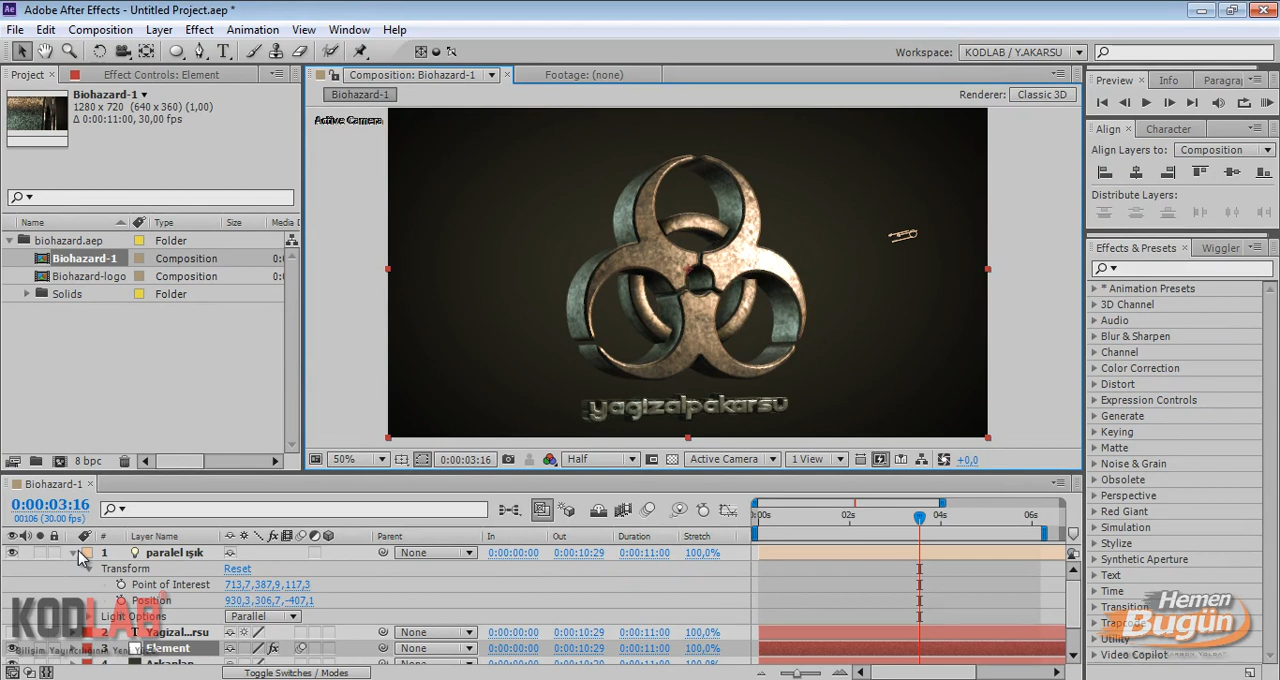 Adobe After Effects - Untitled Project.aep *
File Edit Composition Layer Effect Animation View Window Help
Workspace: KODLAB / Y.AKARSU
Project × Effect Controls: Element Composition: Biohazard-1 Footage: (none) Preview × Info Paragra
Biohazard-1
1280 x 720 (640 x 360) (1,00)
Δ 0:00:11:00, 30,00 fps
Biohazard-1 Renderer: Classic 3D
Active Camera
Align × Character
Align Layers to: Composition
Distribute Layers:
Name Type Size Media D
biohazard.aep Folder
Biohazard-1 Composition 0:
Biohazard-logo Composition 0:
Solids Folder
yagizalpakarsu
Effects & Presets × Wiggler
* Animation Presets
3D Channel
Audio
Blur & Sharpen
Channel
Color Correction
Distort
Expression Controls
Generate
Keying
Matte
Noise & Grain
Obsolete
Perspective
Red Giant
Simulation
Stylize
Synthetic Aperture
Text
Time
Transition
Trapcode
Utility
Video Copilot
8 bpc 50% 0:00:03:16 Half Active Camera 1 View +0,0
Biohazard-1 ×
0:00:03:16
00106 (30.00 fps)
# Layer Name Parent In Out Duration Stretch
:00s 02s 04s 06s
1 paralel ışık None 0:00:00:00 0:00:10:29 0:00:11:00 100,0%
Transform Reset
Point of Interest 713,7,387,9,117,3
Position 930,3,306,7,-407,1
Light Options Parallel
2 T Yagizal...rsu None 0:00:00:00 0:00:10:29 0:00:11:00 100,0%
3 Element fx None 0:00:00:00 0:00:10:29 0:00:11:00 100,0%
4 Arkaplan
Toggle Switches / Modes
KODLAB
Hemen
Bugün